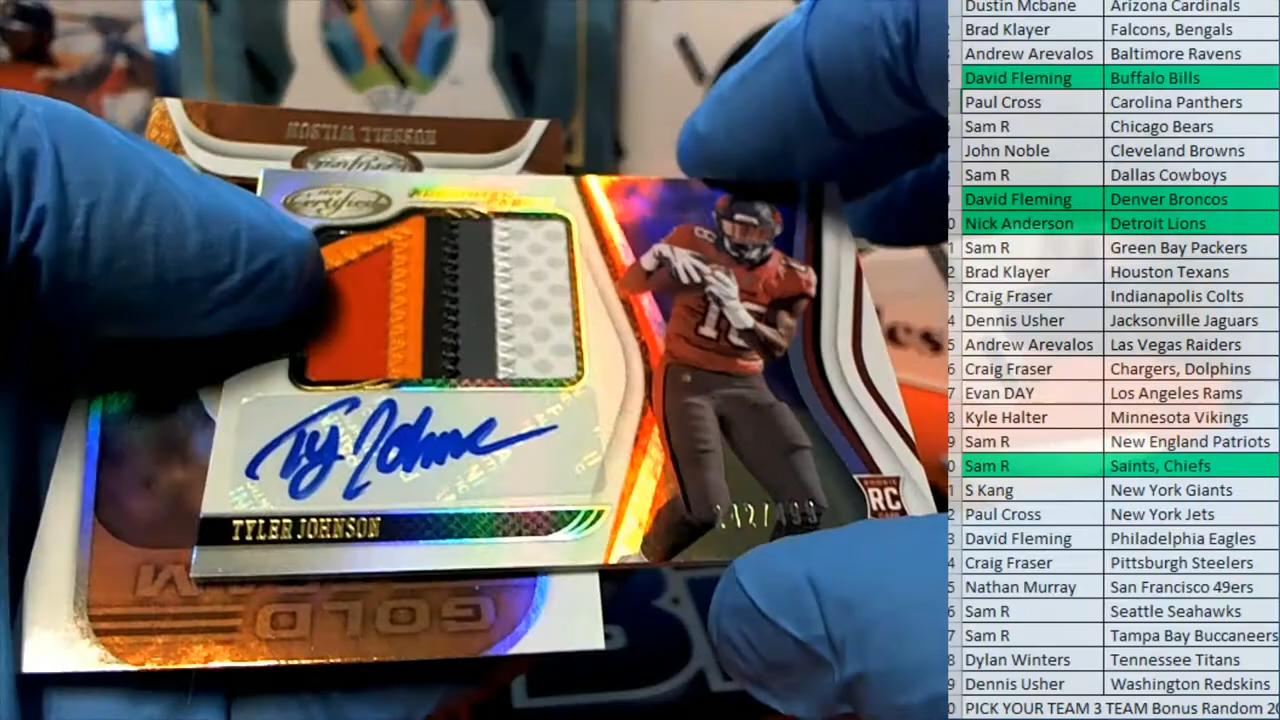 RUSSELL WILSON
Certified
Certified
Ty Johnson
TYLER JOHNSON
RC
GOLD
TEAM
Dustin Mcbane Arizona Cardinals
Brad Klayer Falcons, Bengals
Andrew Arevalos Baltimore Ravens
David Fleming Buffalo Bills
Paul Cross Carolina Panthers
Sam R Chicago Bears
John Noble Cleveland Browns
Sam R Dallas Cowboys
David Fleming Denver Broncos
Nick Anderson Detroit Lions
Sam R Green Bay Packers
Brad Klayer Houston Texans
Craig Fraser Indianapolis Colts
Dennis Usher Jacksonville Jaguars
Andrew Arevalos Las Vegas Raiders
Craig Fraser Chargers, Dolphins
Evan DAY Los Angeles Rams
Kyle Halter Minnesota Vikings
Sam R New England Patriots
Sam R Saints, Chiefs
S Kang New York Giants
Paul Cross New York Jets
David Fleming Philadelphia Eagles
Craig Fraser Pittsburgh Steelers
Nathan Murray San Francisco 49ers
Sam R Seattle Seahawks
Sam R Tampa Bay Buccaneers
Dylan Winters Tennessee Titans
Dennis Usher Washington Redskins
PICK YOUR TEAM 3 TEAM Bonus Random 20